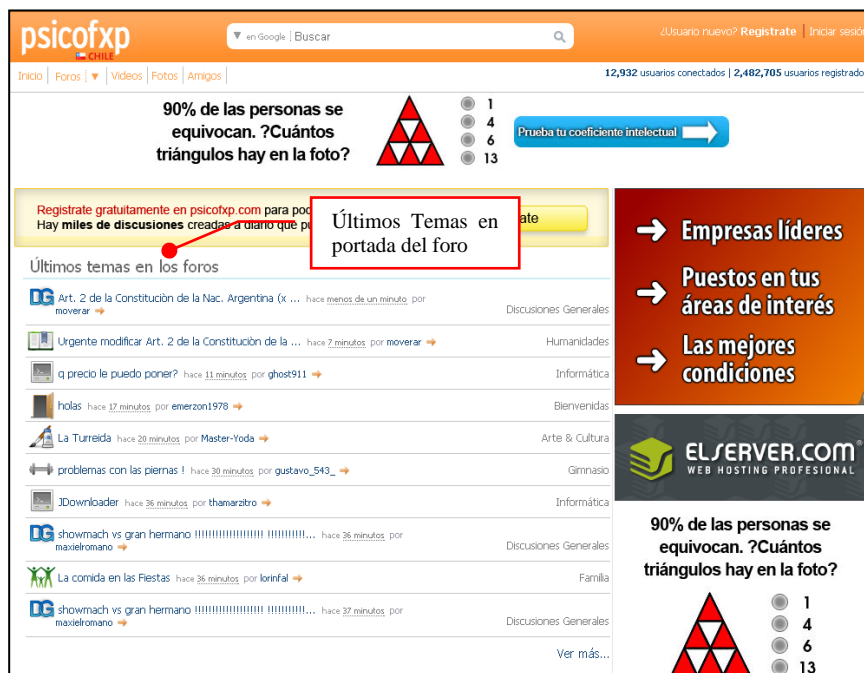 psicofxp
CHILE
en Google | Buscar
¿Usuario nuevo? Registrate | Iniciar sesión
Inicio | Foros | ▼ | Videos | Fotos | Amigos |
12,932 usuarios conectados | 2,482,705 usuarios registrado
90% de las personas se
equivocan. ?Cuántos
triángulos hay en la foto?
1
4
6
13
Prueba tu coeficiente intelectual
Registrate gratuitamente en psicofxp.com para pod
Hay miles de discusiones creadas a diario que pu
ate
Últimos Temas en
portada del foro
Últimos temas en los foros
Art. 2 de la Constituciòn de la Nac. Argentina (x ... hace menos de un minuto por
moverar
Discusiones Generales
Urgente modificar Art. 2 de la Constituciòn de la ... hace 7 minutos por moverar
Humanidades
q precio le puedo poner? hace 11 minutos por ghost911
Informática
holas hace 17 minutos por emerzon1978
Bienvenidas
La Turreida hace 20 minutos por Master-Yoda
Arte & Cultura
problemas con las piernas ! hace 30 minutos por gustavo_543_
Gimnasio
JDownloader hace 36 minutos por thamarzitro
Informática
showmach vs gran hermano !!!!!!!!!!!!!!!!!!!! !!!!!!!!!!!... hace 36 minutos por
maxielromano
Discusiones Generales
La comida en las Fiestas hace 36 minutos por lorinfal
Familia
showmach vs gran hermano !!!!!!!!!!!!!!!!!!!! !!!!!!!!!!!... hace 37 minutos por
maxielromano
Discusiones Generales
Ver más...
Empresas líderes
Puestos en tus
áreas de interés
Las mejores
condiciones
ELSERVER.COM
WEB HOSTING PROFESIONAL
90% de las personas se
equivocan. ?Cuántos
triángulos hay en la foto?
1
4
6
13